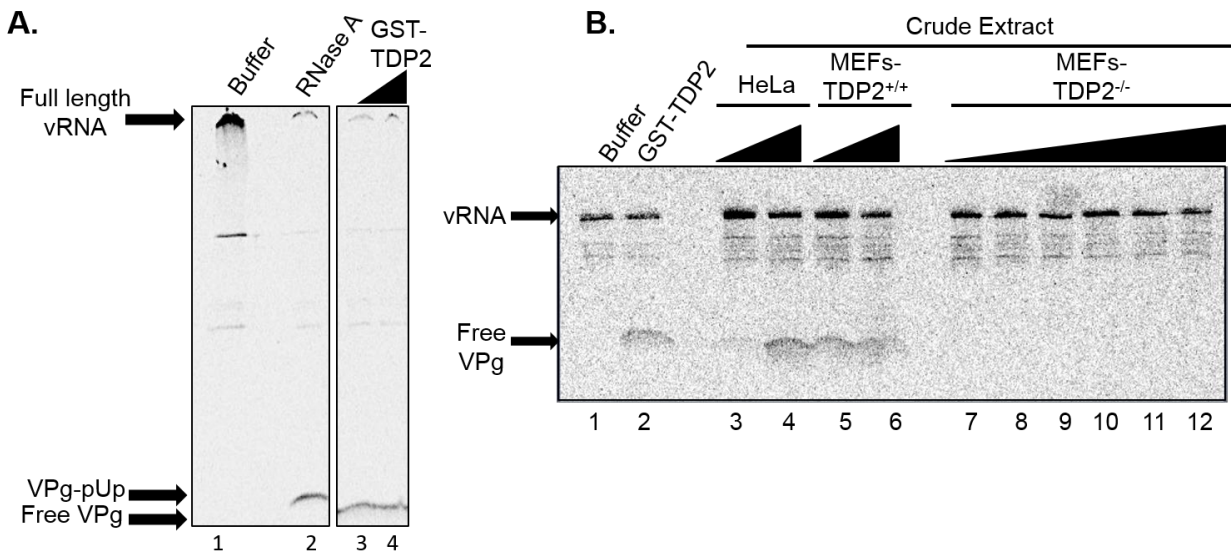 A.
Buffer
RNase A
GST-
TDP2
Full length
vRNA
VPg-pUp
Free VPg
1 2 3 4
B.
Crude Extract
Buffer
GST-TDP2
HeLa
MEFs-
TDP2+/+
MEFs-
TDP2-/-
vRNA
Free
VPg
1 2 3 4 5 6 7 8 9 10 11 12